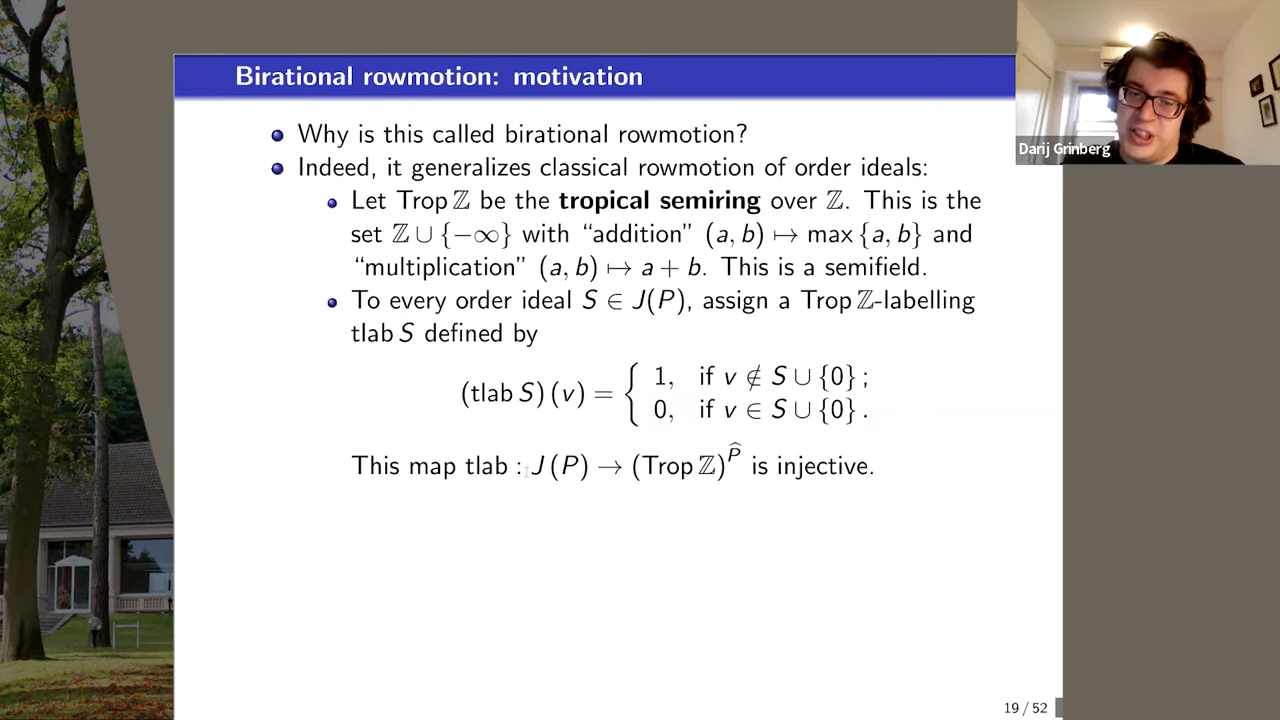 Birational rowmotion: motivation
Darij Grinberg
Why is this called birational rowmotion?
Indeed, it generalizes classical rowmotion of order ideals:
Let Trop ℤ be the tropical semiring over ℤ. This is the
set ℤ ∪ {−∞} with “addition” (a, b) ↦ max {a, b} and
“multiplication” (a, b) ↦ a + b. This is a semifield.
To every order ideal S ∈ J(P), assign a Trop ℤ-labelling
tlab S defined by
(tlab S) (v) = { 1, if v ∉ S ∪ {0} ;
0, if v ∈ S ∪ {0} .
This map tlab : J (P) → (Trop ℤ)^P̂ is injective.
19 / 52